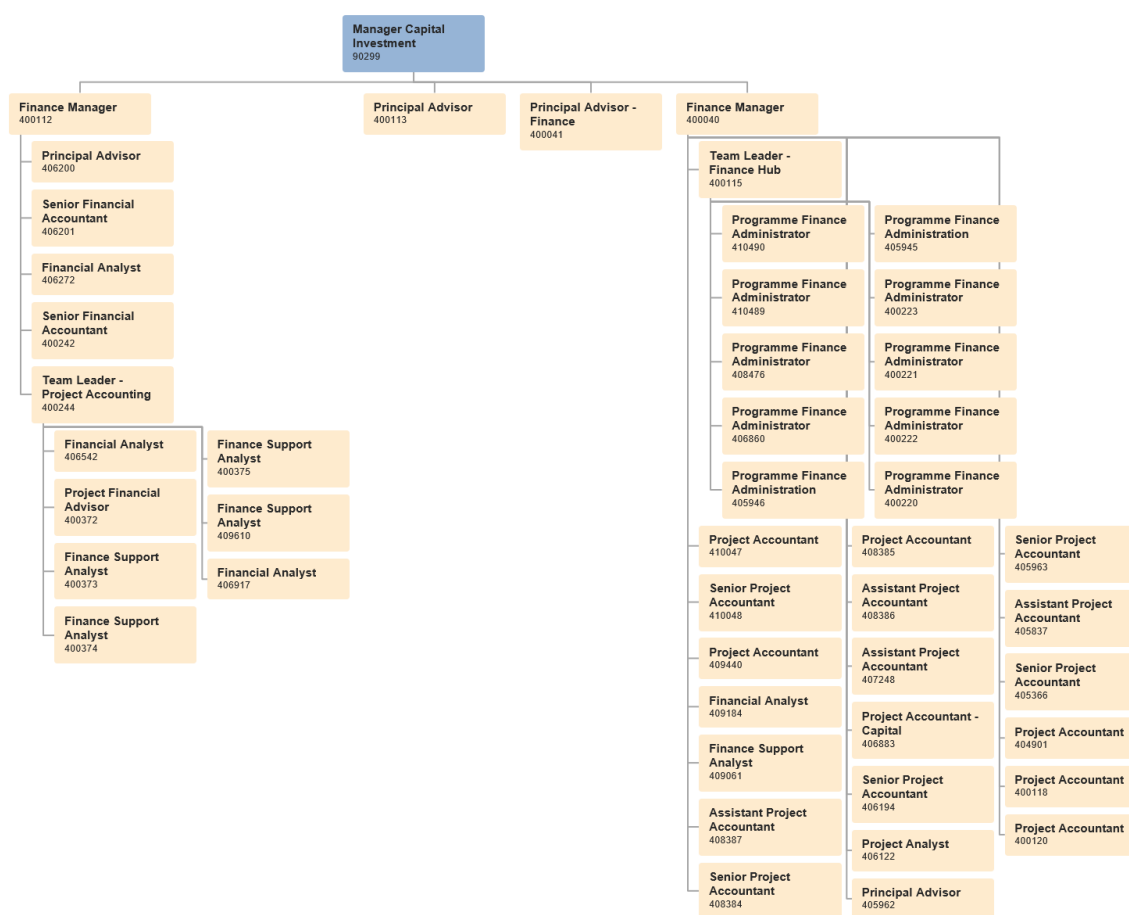 Manager Capital
Investment
90299
Finance Manager
400112
Principal Advisor
406200
Senior Financial
Accountant
406201
Financial Analyst
406272
Senior Financial
Accountant
400242
Team Leader -
Project Accounting
400244
Financial Analyst
406542
Project Financial
Advisor
400372
Finance Support
Analyst
400373
Finance Support
Analyst
400374
Finance Support
Analyst
400375
Finance Support
Analyst
409610
Financial Analyst
406917
Principal Advisor
400113
Principal Advisor -
Finance
400041
Finance Manager
400040
Team Leader -
Finance Hub
400115
Programme Finance
Administrator
410490
Programme Finance
Administrator
410489
Programme Finance
Administrator
408476
Programme Finance
Administrator
406860
Programme Finance
Administration
405946
Programme Finance
Administration
405945
Programme Finance
Administrator
400223
Programme Finance
Administrator
400221
Programme Finance
Administrator
400222
Programme Finance
Administrator
400220
Project Accountant
410047
Senior Project
Accountant
410048
Project Accountant
409440
Financial Analyst
409184
Finance Support
Analyst
409061
Assistant Project
Accountant
408387
Senior Project
Accountant
408384
Project Accountant
408385
Assistant Project
Accountant
408386
Assistant Project
Accountant
407248
Project Accountant -
Capital
406883
Senior Project
Accountant
406194
Project Analyst
406122
Principal Advisor
405962
Senior Project
Accountant
405963
Assistant Project
Accountant
405837
Senior Project
Accountant
405366
Project Accountant
404901
Project Accountant
400118
Project Accountant
400120